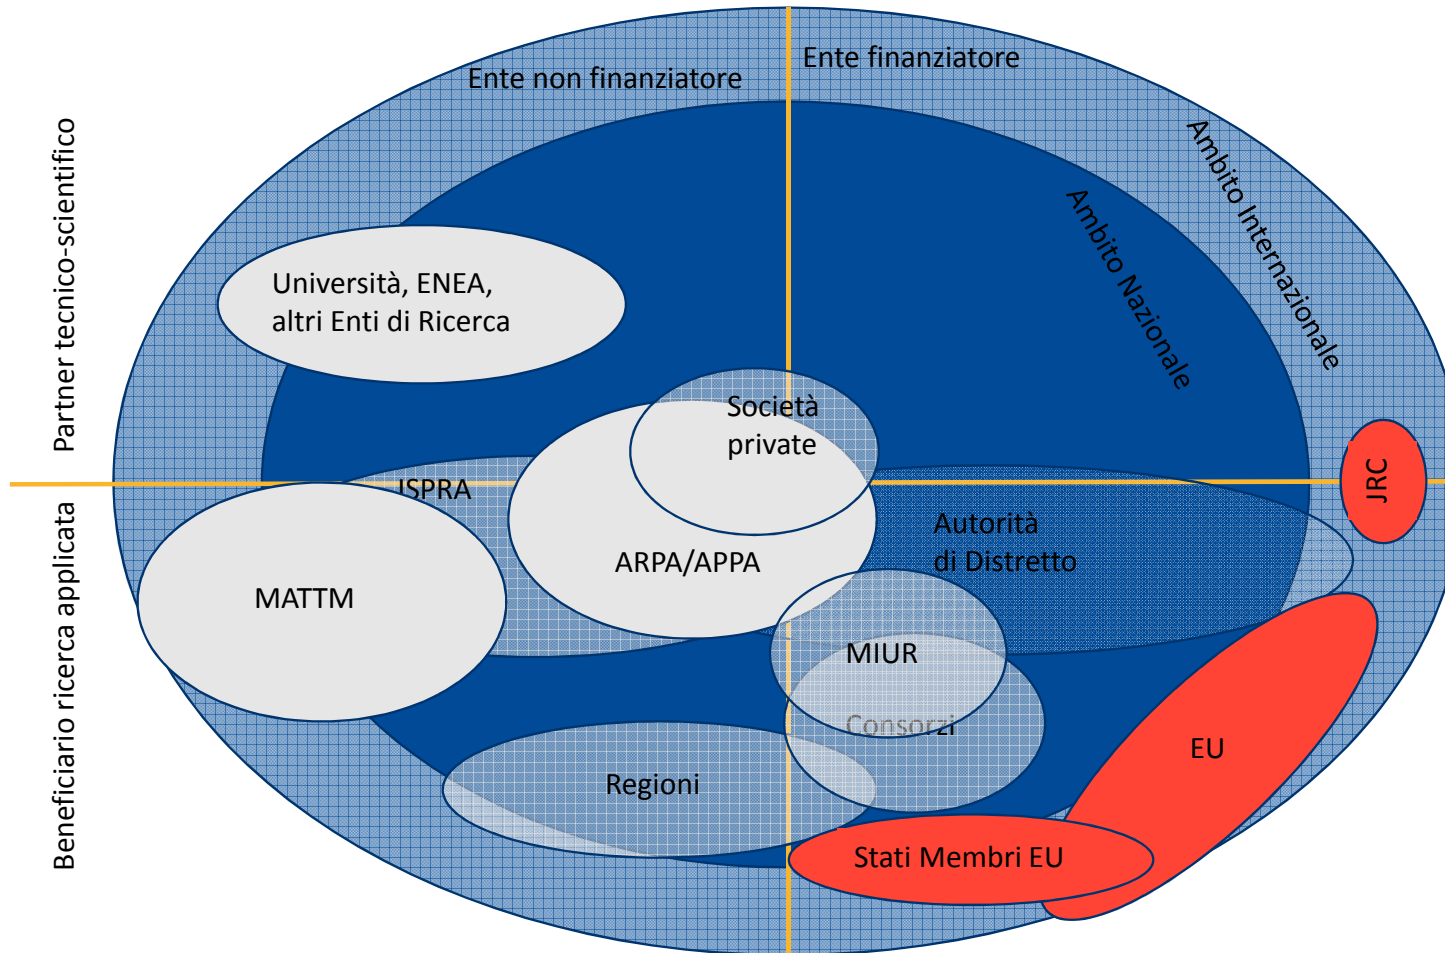 Ente non finanziatore
Ente finanziatore
Partner tecnico-scientifico
Ambito Internazionale
Ambito Nazionale
Università, ENEA,
altri Enti di Ricerca
Società
private
ISPRA
JRC
Autorità
di Distretto
ARPA/APPA
MATTM
MIUR
Consorzi
Beneficiario ricerca applicata
EU
Regioni
Stati Membri EU